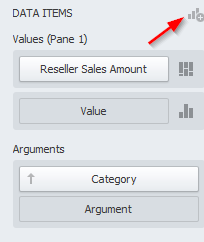 DATA ITEMS
Values (Pane 1)
Reseller Sales Amount
Value
Arguments
Category
Argument